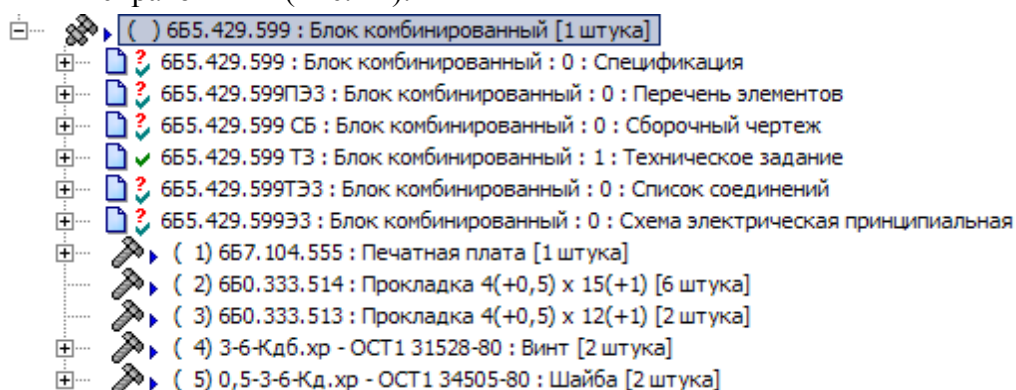 ( ) 6Б5.429.599 : Блок комбинированный [1 штука]
6Б5.429.599 : Блок комбинированный : 0 : Спецификация
6Б5.429.599ПЭ3 : Блок комбинированный : 0 : Перечень элементов
6Б5.429.599 СБ : Блок комбинированный : 0 : Сборочный чертеж
6Б5.429.599 ТЗ : Блок комбинированный : 1 : Техническое задание
6Б5.429.599ТЭ3 : Блок комбинированный : 0 : Список соединений
6Б5.429.599Э3 : Блок комбинированный : 0 : Схема электрическая принципиальная
( 1) 6Б7.104.555 : Печатная плата [1 штука]
( 2) 6Б0.333.514 : Прокладка 4(+0,5) x 15(+1) [6 штука]
( 3) 6Б0.333.513 : Прокладка 4(+0,5) x 12(+1) [2 штука]
( 4) 3-6-Кд6.хр - ОСТ1 31528-80 : Винт [2 штука]
( 5) 0,5-3-6-Кд.хр - ОСТ1 34505-80 : Шайба [2 штука]